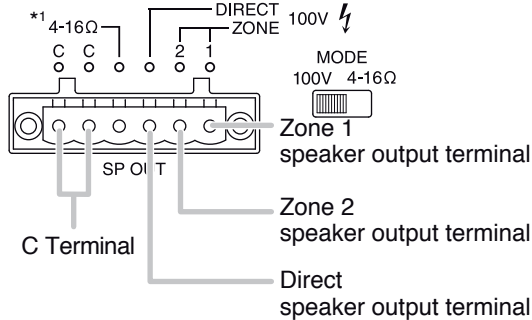 DIRECT
ZONE
100V
*1
4-16Ω
C C 2 1
MODE
100V 4-16Ω
SP OUT
Zone 1
speaker output terminal
Zone 2
speaker output terminal
C Terminal
Direct
speaker output terminal